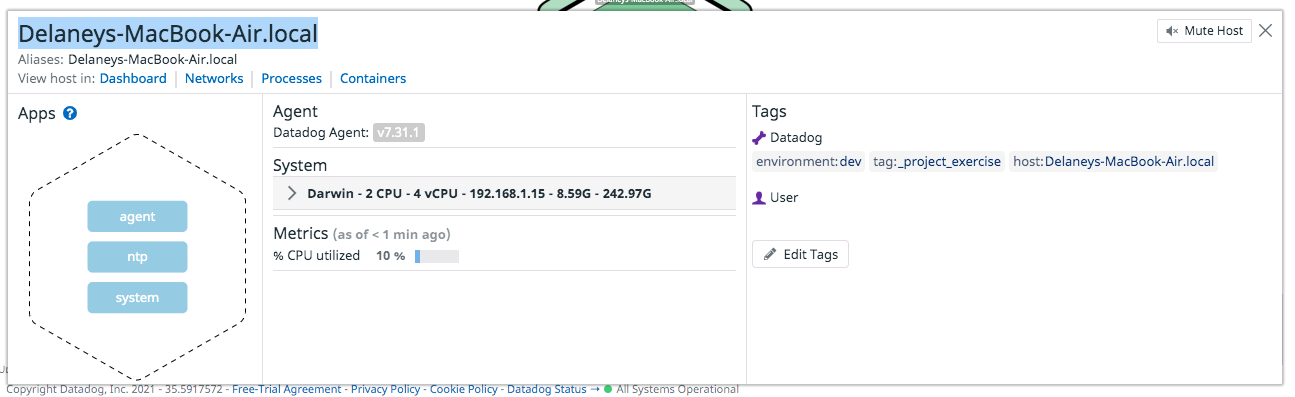 Delaneys-MacBook-Air.local
Delaneys-MacBook-Air.local
Mute Host
Aliases: Delaneys-MacBook-Air.local
View host in: Dashboard Networks Processes Containers
Apps ?
agent
ntp
system
Agent
Datadog Agent: v7.31.1
System
Darwin - 2 CPU - 4 vCPU - 192.168.1.15 - 8.59G - 242.97G
Metrics (as of < 1 min ago)
% CPU utilized 10 %
Tags
Datadog
environment:dev tag:_project_exercise host:Delaneys-MacBook-Air.local
User
Edit Tags
Copyright Datadog, Inc. 2021 - 35.5917572 - Free-Trial Agreement - Privacy Policy - Cookie Policy - Datadog Status → All Systems Operational